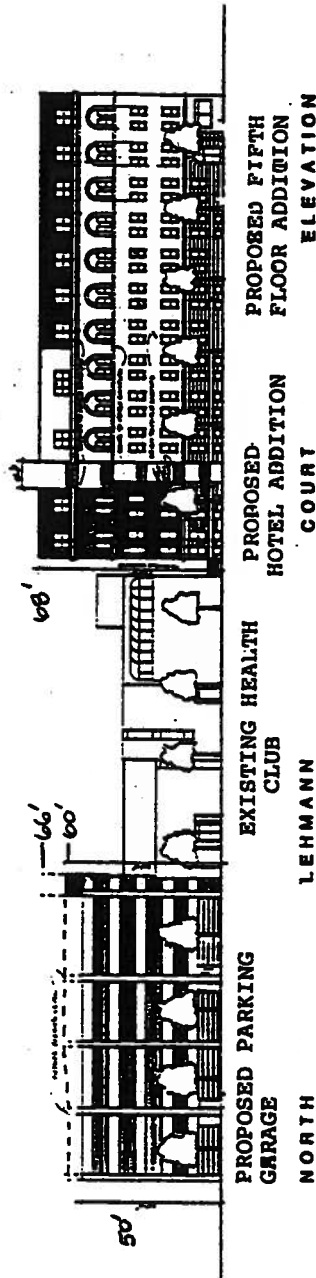 50'
66'
60'
68'
12'
PROPOSED PARKING
GARAGE
EXISTING HEALTH
CLUB
PROPOSED
HOTEL ADDITION
PROPOSED FIFTH
FLOOR ADDITION
NORTH LEHMANN COURT ELEVATION